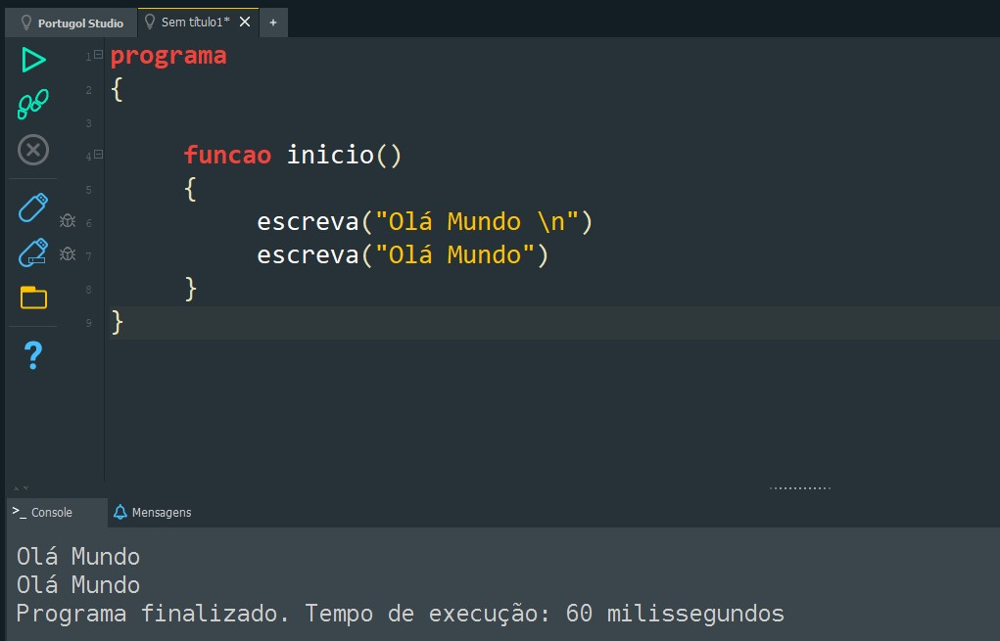 Portugol Studio
Sem título1*
+
1 programa
2 {
3
4 funcao inicio()
5 {
6 escreva("Olá Mundo \n")
7 escreva("Olá Mundo")
8 }
9 }
?
>_ Console
Mensagens
Olá Mundo
Olá Mundo
Programa finalizado. Tempo de execução: 60 milissegundos